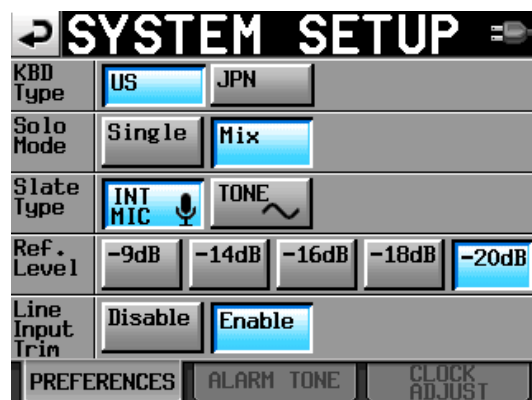 SYSTEM SETUP
KBD
Type
US
JPN
Solo
Mode
Single
Mix
Slate
Type
INT
MIC
TONE
Ref.
Level
-9dB
-14dB
-16dB
-18dB
-20dB
Line
Input
Trim
Disable
Enable
PREFERENCES
ALARM TONE
CLOCK
ADJUST